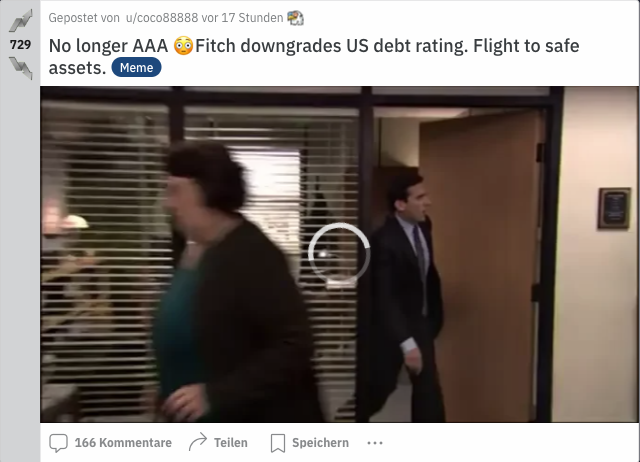 Gepostet von u/coco88888 vor 17 Stunden
729
No longer AAA 😳Fitch downgrades US debt rating. Flight to safe
assets. Meme
166 Kommentare Teilen Speichern